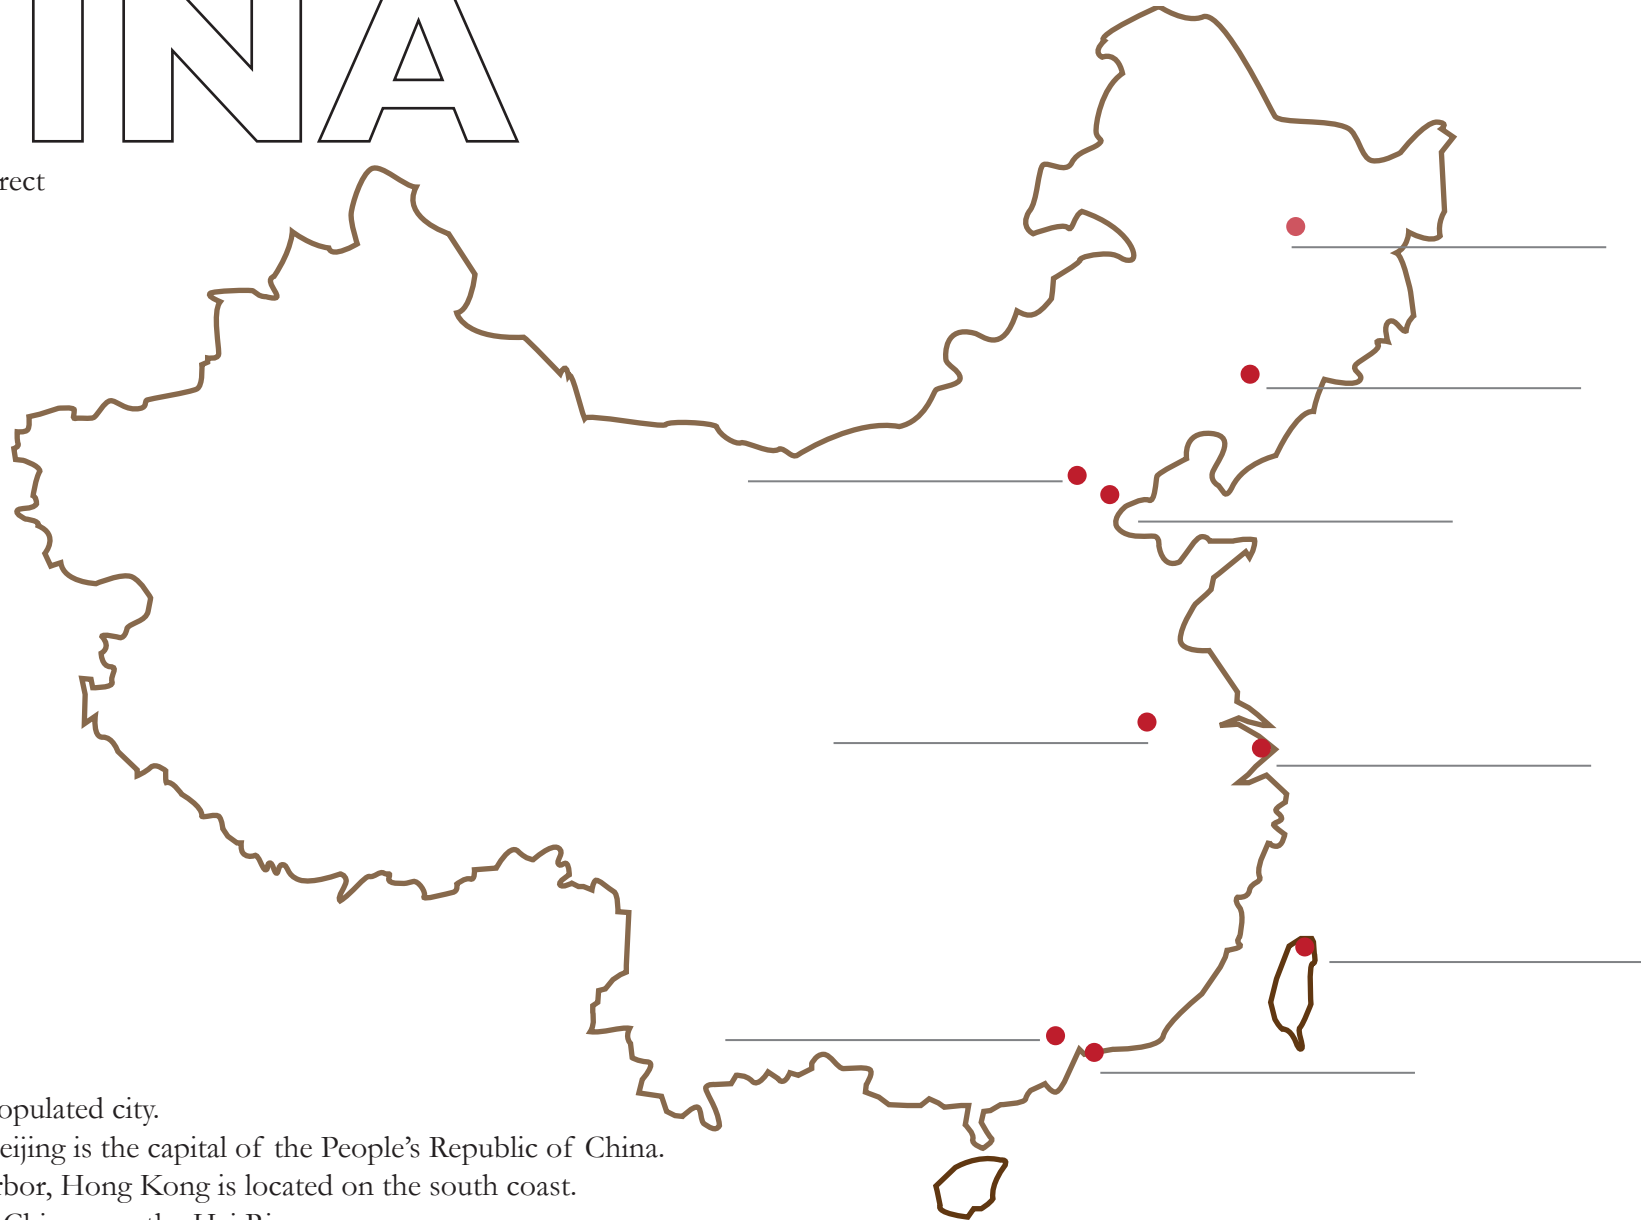 INA
rect
opulated city.
eijing is the capital of the People’s Republic of China.
rbor, Hong Kong is located on the south coast.